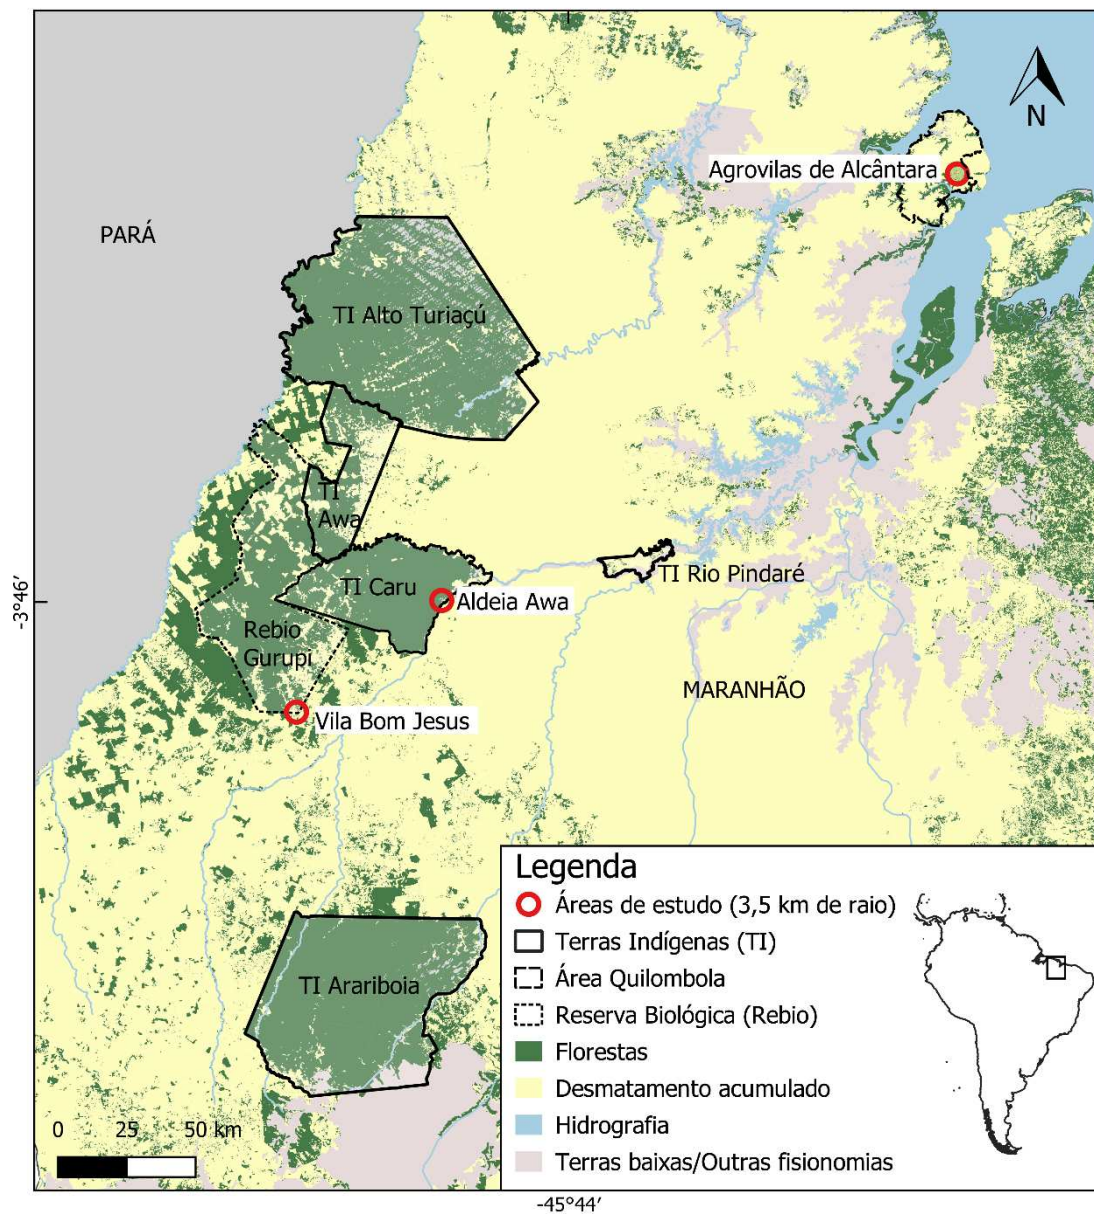 N
Agrovilas de Alcântara
PARÁ
TI Alto Turiaçú
TI
Awa
TI Rio Pindaré
TI Caru
Aldeia Awa
-3°46′
Rebio
Gurupi
MARANHÃO
Vila Bom Jesus
TI Arariboia
Legenda
Áreas de estudo (3,5 km de raio)
Terras Indígenas (TI)
Área Quilombola
Reserva Biológica (Rebio)
Florestas
Desmatamento acumulado
Hidrografia
Terras baixas/Outras fisionomias
0 25 50 km
-45°44′